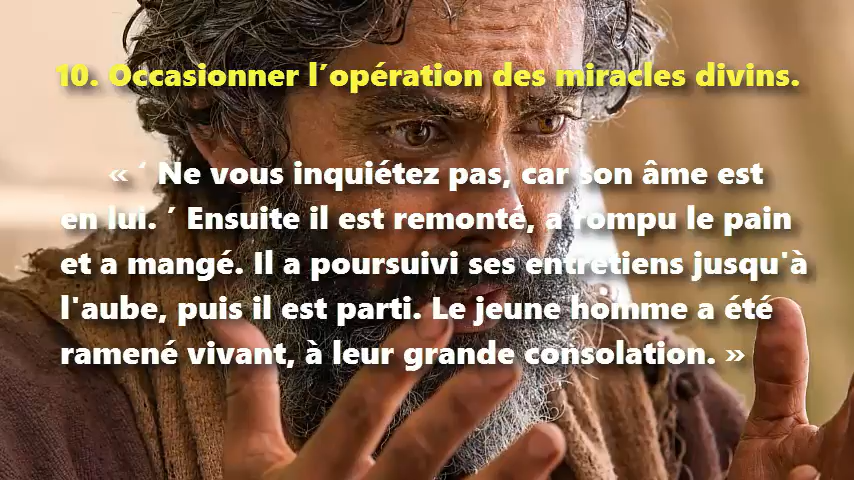 10. Occasionner l´opération des miracles divins.
« ´ Ne vous inquiétez pas, car son âme est
en lui. ´ Ensuite il est remonté, a rompu le pain
et a mangé. Il a poursuivi ses entretiens jusqu'à
l'aube, puis il est parti. Le jeune homme a été
ramené vivant, à leur grande consolation. »